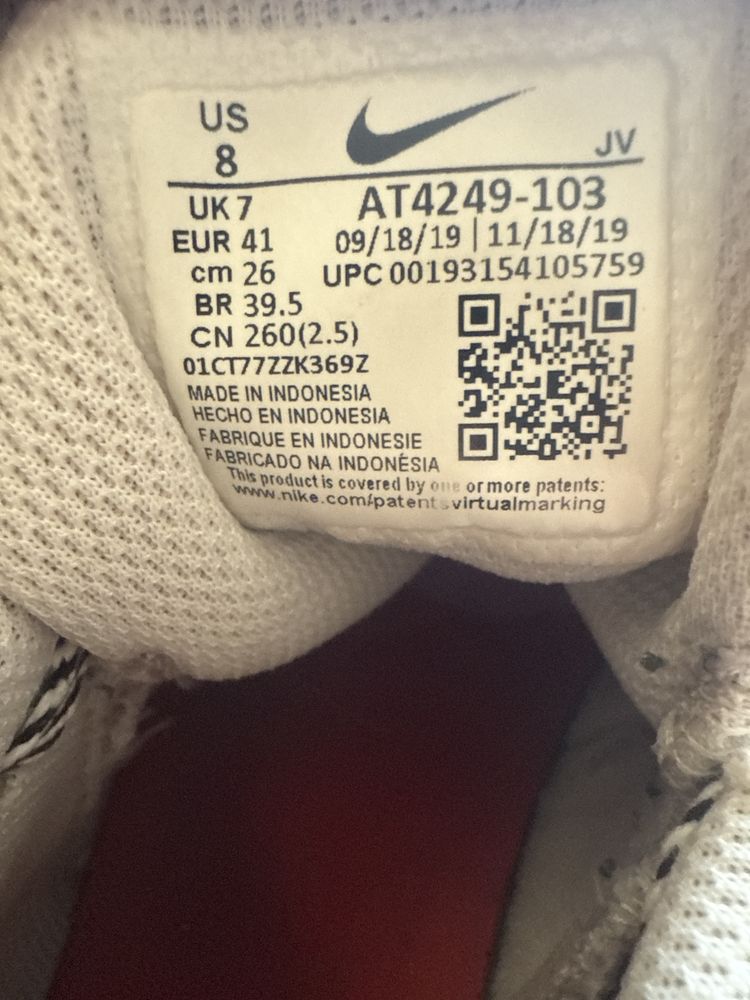 US
8
JV
UK 7
AT4249-103
EUR 41
09/18/19 | 11/18/19
cm 26
UPC 00193154105759
BR 39.5
CN 260(2.5)
01CT77ZZK369Z
MADE IN INDONESIA
HECHO EN INDONESIA
FABRIQUE EN INDONESIE
FABRICADO NA INDONÉSIA
This product is covered by one or more patents:
www.nike.com/patents virtualmarking